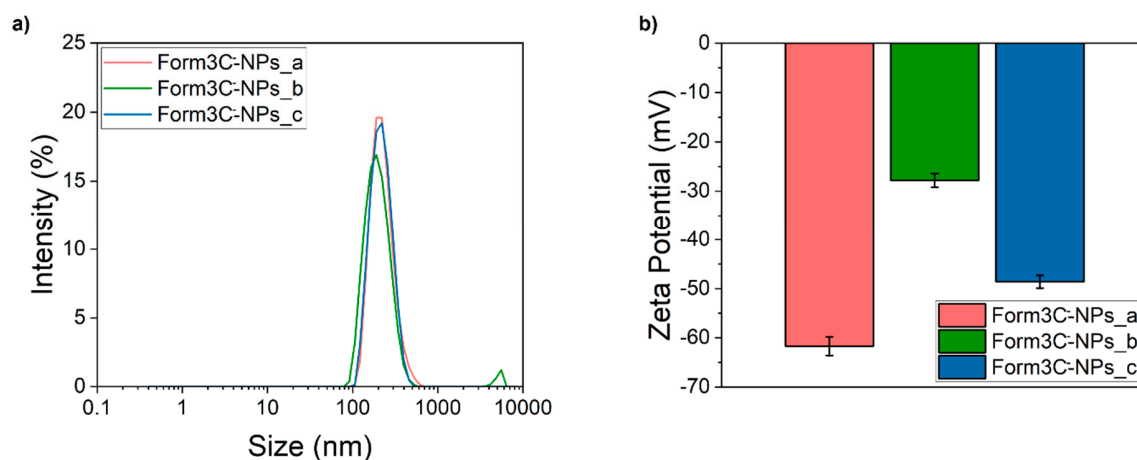 a)
25
20
15
10
5
0
Intensity (%)
Form3C-NPs_a
Form3C-NPs_b
Form3C-NPs_c
0.1 1 10 100 1000 10000
Size (nm)
b)
0
-10
-20
-30
-40
-50
-60
-70
Zeta Potential (mV)
Form3C-NPs_a
Form3C-NPs_b
Form3C-NPs_c